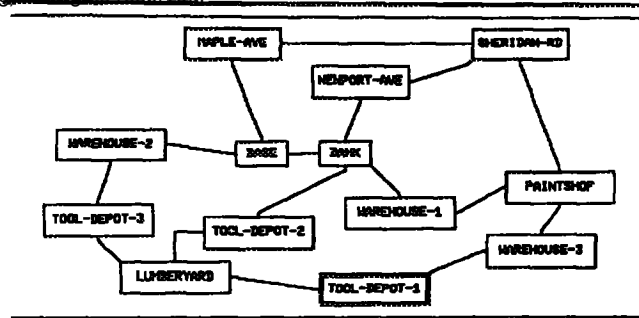 MAPLE-AVE
SHERIDAN-RD
NEWPORT-AVE
WAREHOUSE-2
BASE
BANK
PAINTSHOP
TOOL-DEPOT-3
TOOL-DEPOT-2
WAREHOUSE-1
WAREHOUSE-3
LUMBERYARD
TOOL-DEPOT-1